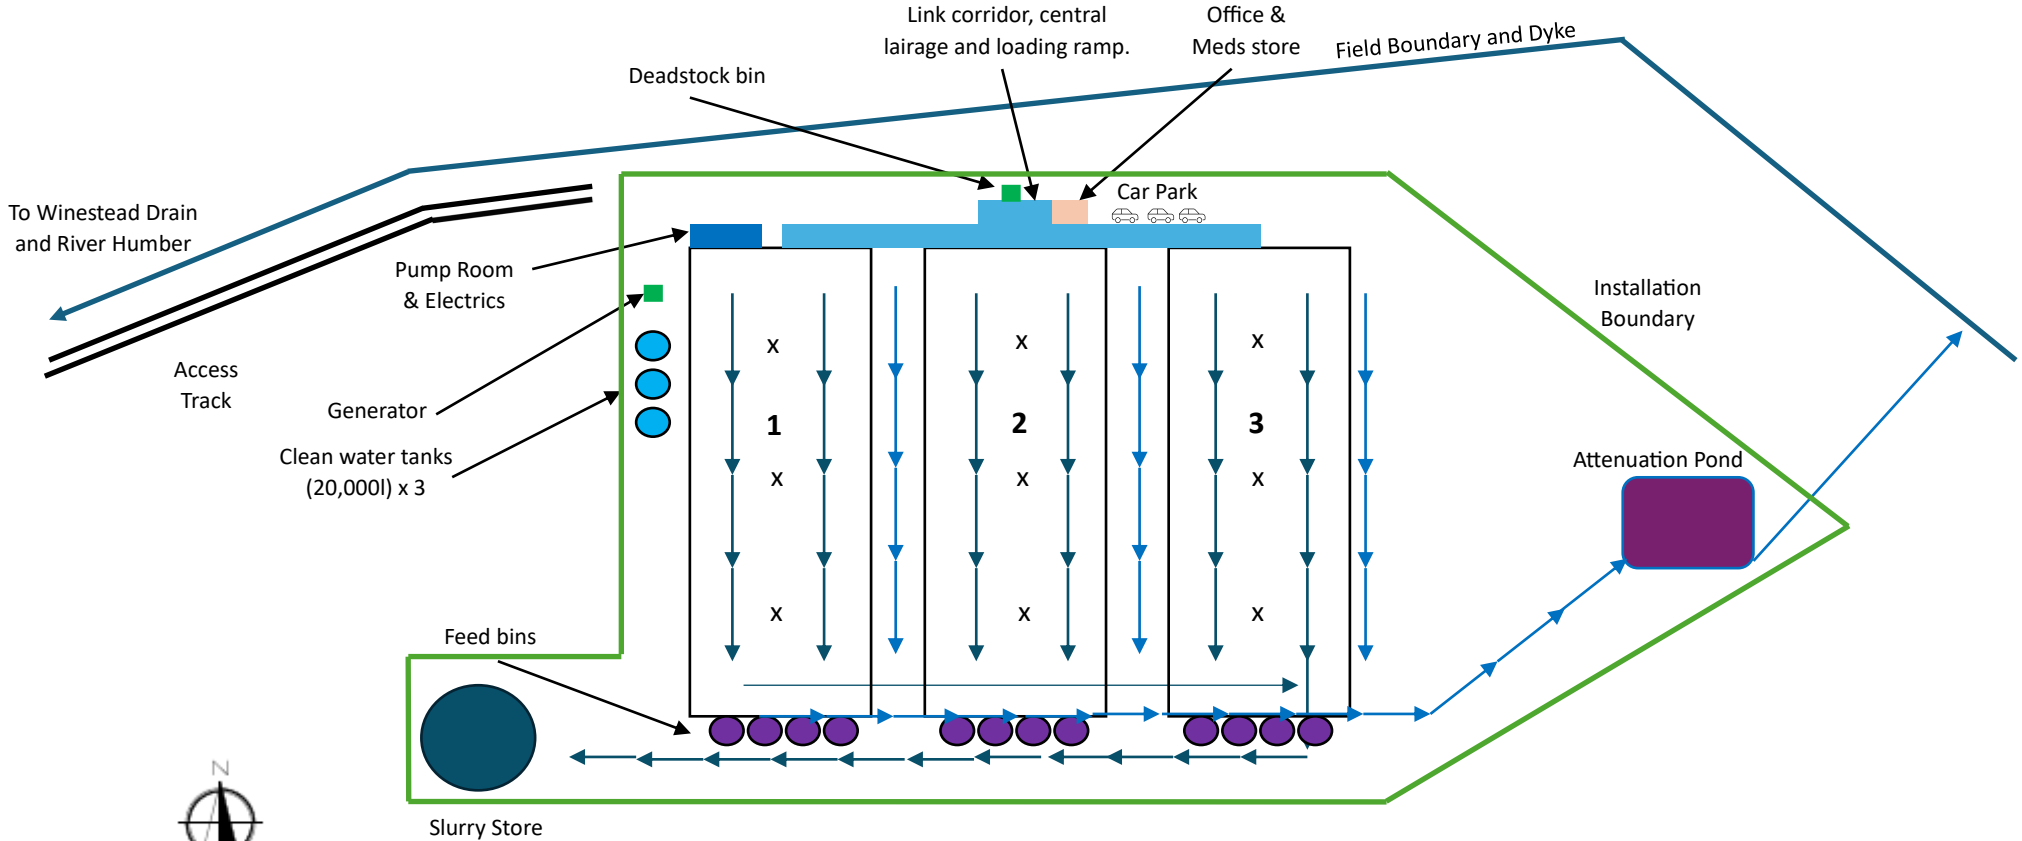 Link corridor, central
lairage and loading ramp.
Office &
Meds store
Field Boundary and Dyke
Deadstock bin
Car Park
To Winestead Drain
and River Humber
Pump Room
& Electrics
Installation
Boundary
Access
Track
Generator
Clean water tanks
(20,000l) x 3
x
x
x
1
2
3
Attenuation Pond
x
x
x
x
x
x
Feed bins
N
Slurry Store